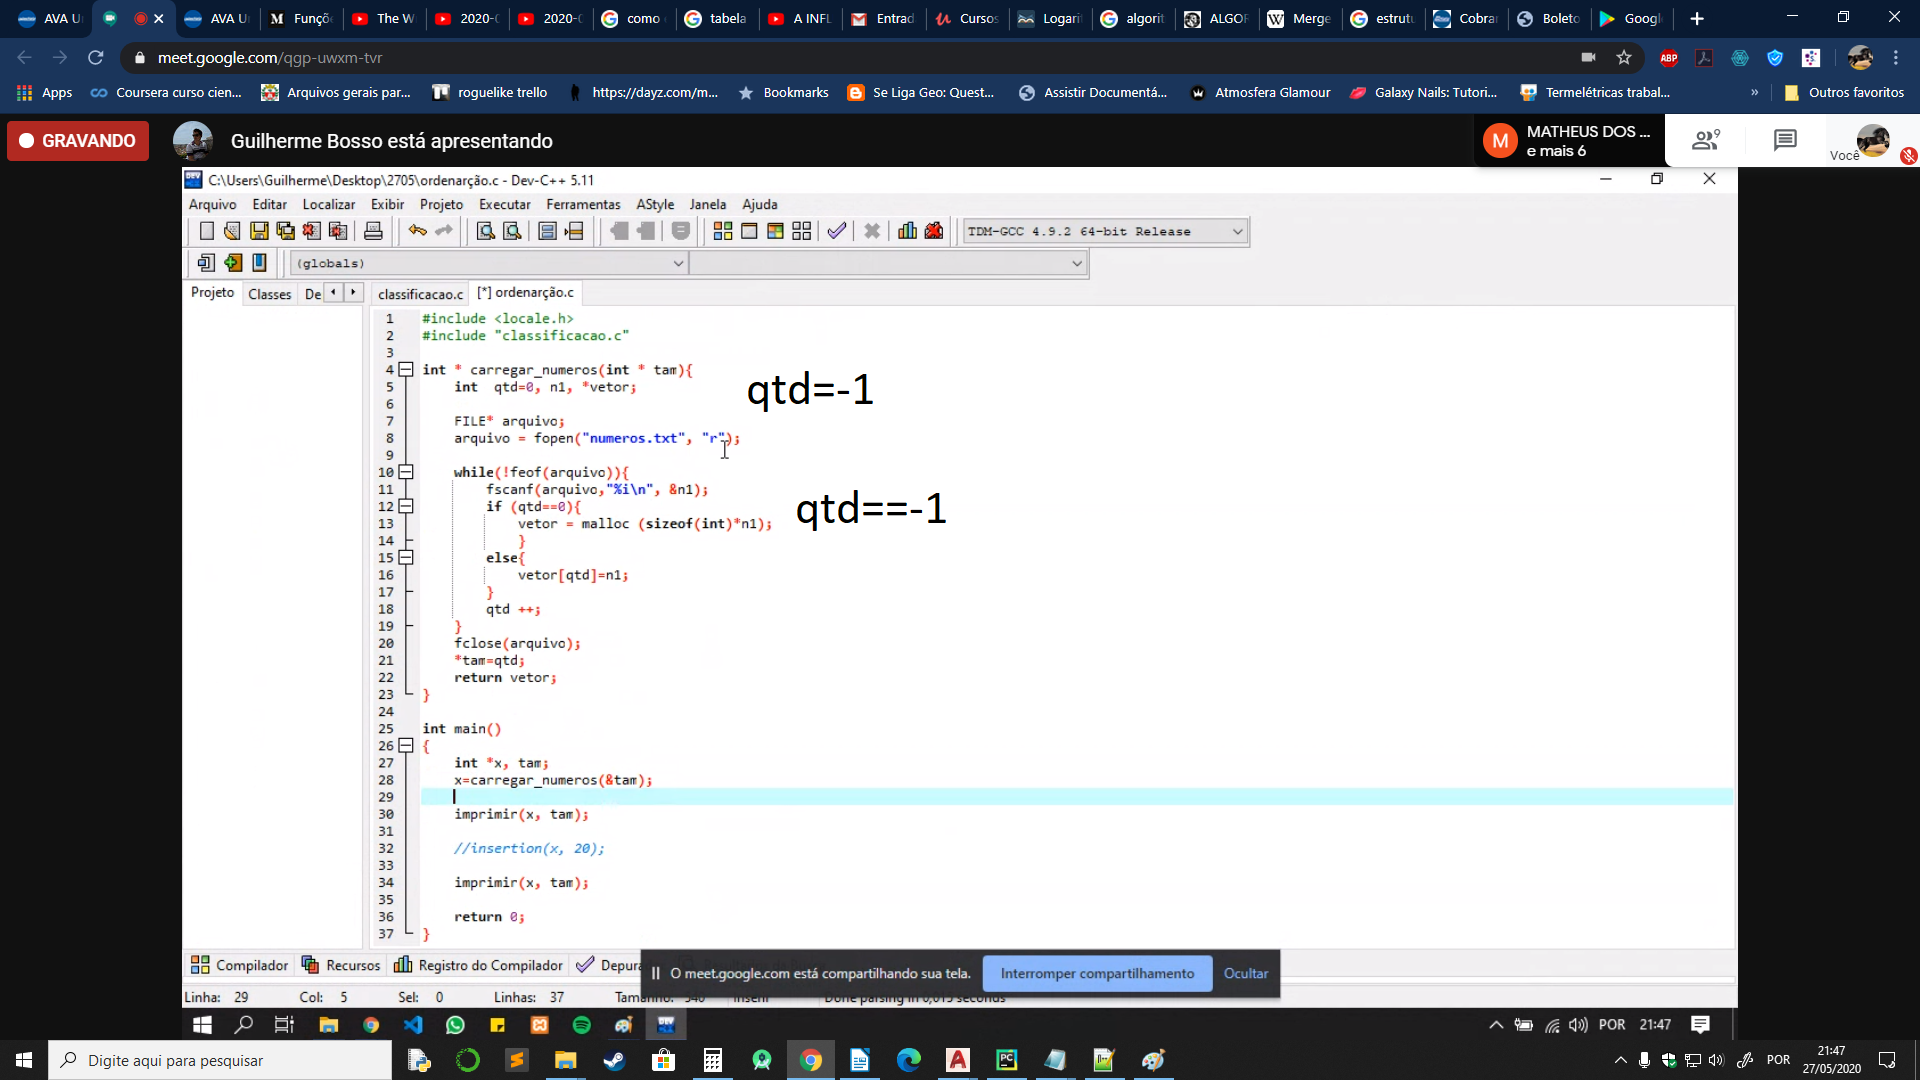 AVA U
AVA U
Funçõ
The W
2020-0
2020-0
como
tabela
A INFL
Entrad
Cursos
Logarit
algorit
ALGOR
Merge
estrutu
Cobrar
Boleto
Google
meet.google.com/qgp-uwxm-tvr
ABP
Apps
Coursera curso cien...
Arquivos gerais par...
roguelike trello
https://dayz.com/m...
Bookmarks
Se Liga Geo: Quest...
Assistir Documentá...
Atmosfera Glamour
Galaxy Nails: Tutori...
Termelétricas trabal...
»
Outros favoritos
GRAVANDO
Guilherme Bosso está apresentando
M
MATHEUS DOS ...
e mais 6
9
Você
C:\Users\Guilherme\Desktop\2705\ordenarção.c - Dev-C++ 5.11
Arquivo Editar Localizar Exibir Projeto Executar Ferramentas AStyle Janela Ajuda
TDM-GCC 4.9.2 64-bit Release
(globals)
Projeto Classes De
classificacao.c [*] ordenarção.c
1 #include <locale.h>
2 #include "classificacao.c"
3
4 int * carregar_numeros(int * tam){
5 int  qtd=0, n1, *vetor;
qtd=-1
6
7 FILE* arquivo;
8 arquivo = fopen("numeros.txt", "r");
9
10 while(!feof(arquivo)){
11 fscanf(arquivo,"%i\n", &n1);
12 if (qtd==0){
qtd==-1
13 vetor = malloc (sizeof(int)*n1);
14 }
15 else{
16 vetor[qtd]=n1;
17 }
18 qtd ++;
19 }
20 fclose(arquivo);
21 *tam=qtd;
22 return vetor;
23 }
24
25 int main()
26 {
27 int *x, tam;
28 x=carregar_numeros(&tam);
29
30 imprimir(x, tam);
31
32 //insertion(x, 20);
33
34 imprimir(x, tam);
35
36 return 0;
37 }
Compilador Recursos Registro do Compilador Depura
O meet.google.com está compartilhando sua tela.
Interromper compartilhamento
Ocultar
Linha: 29 Col: 5 Sel: 0 Linhas: 37 Tamanho: 540 Inserir Done parsing in 0,015 seconds
POR 21:47
Digite aqui para pesquisar
POR
21:47
27/05/2020